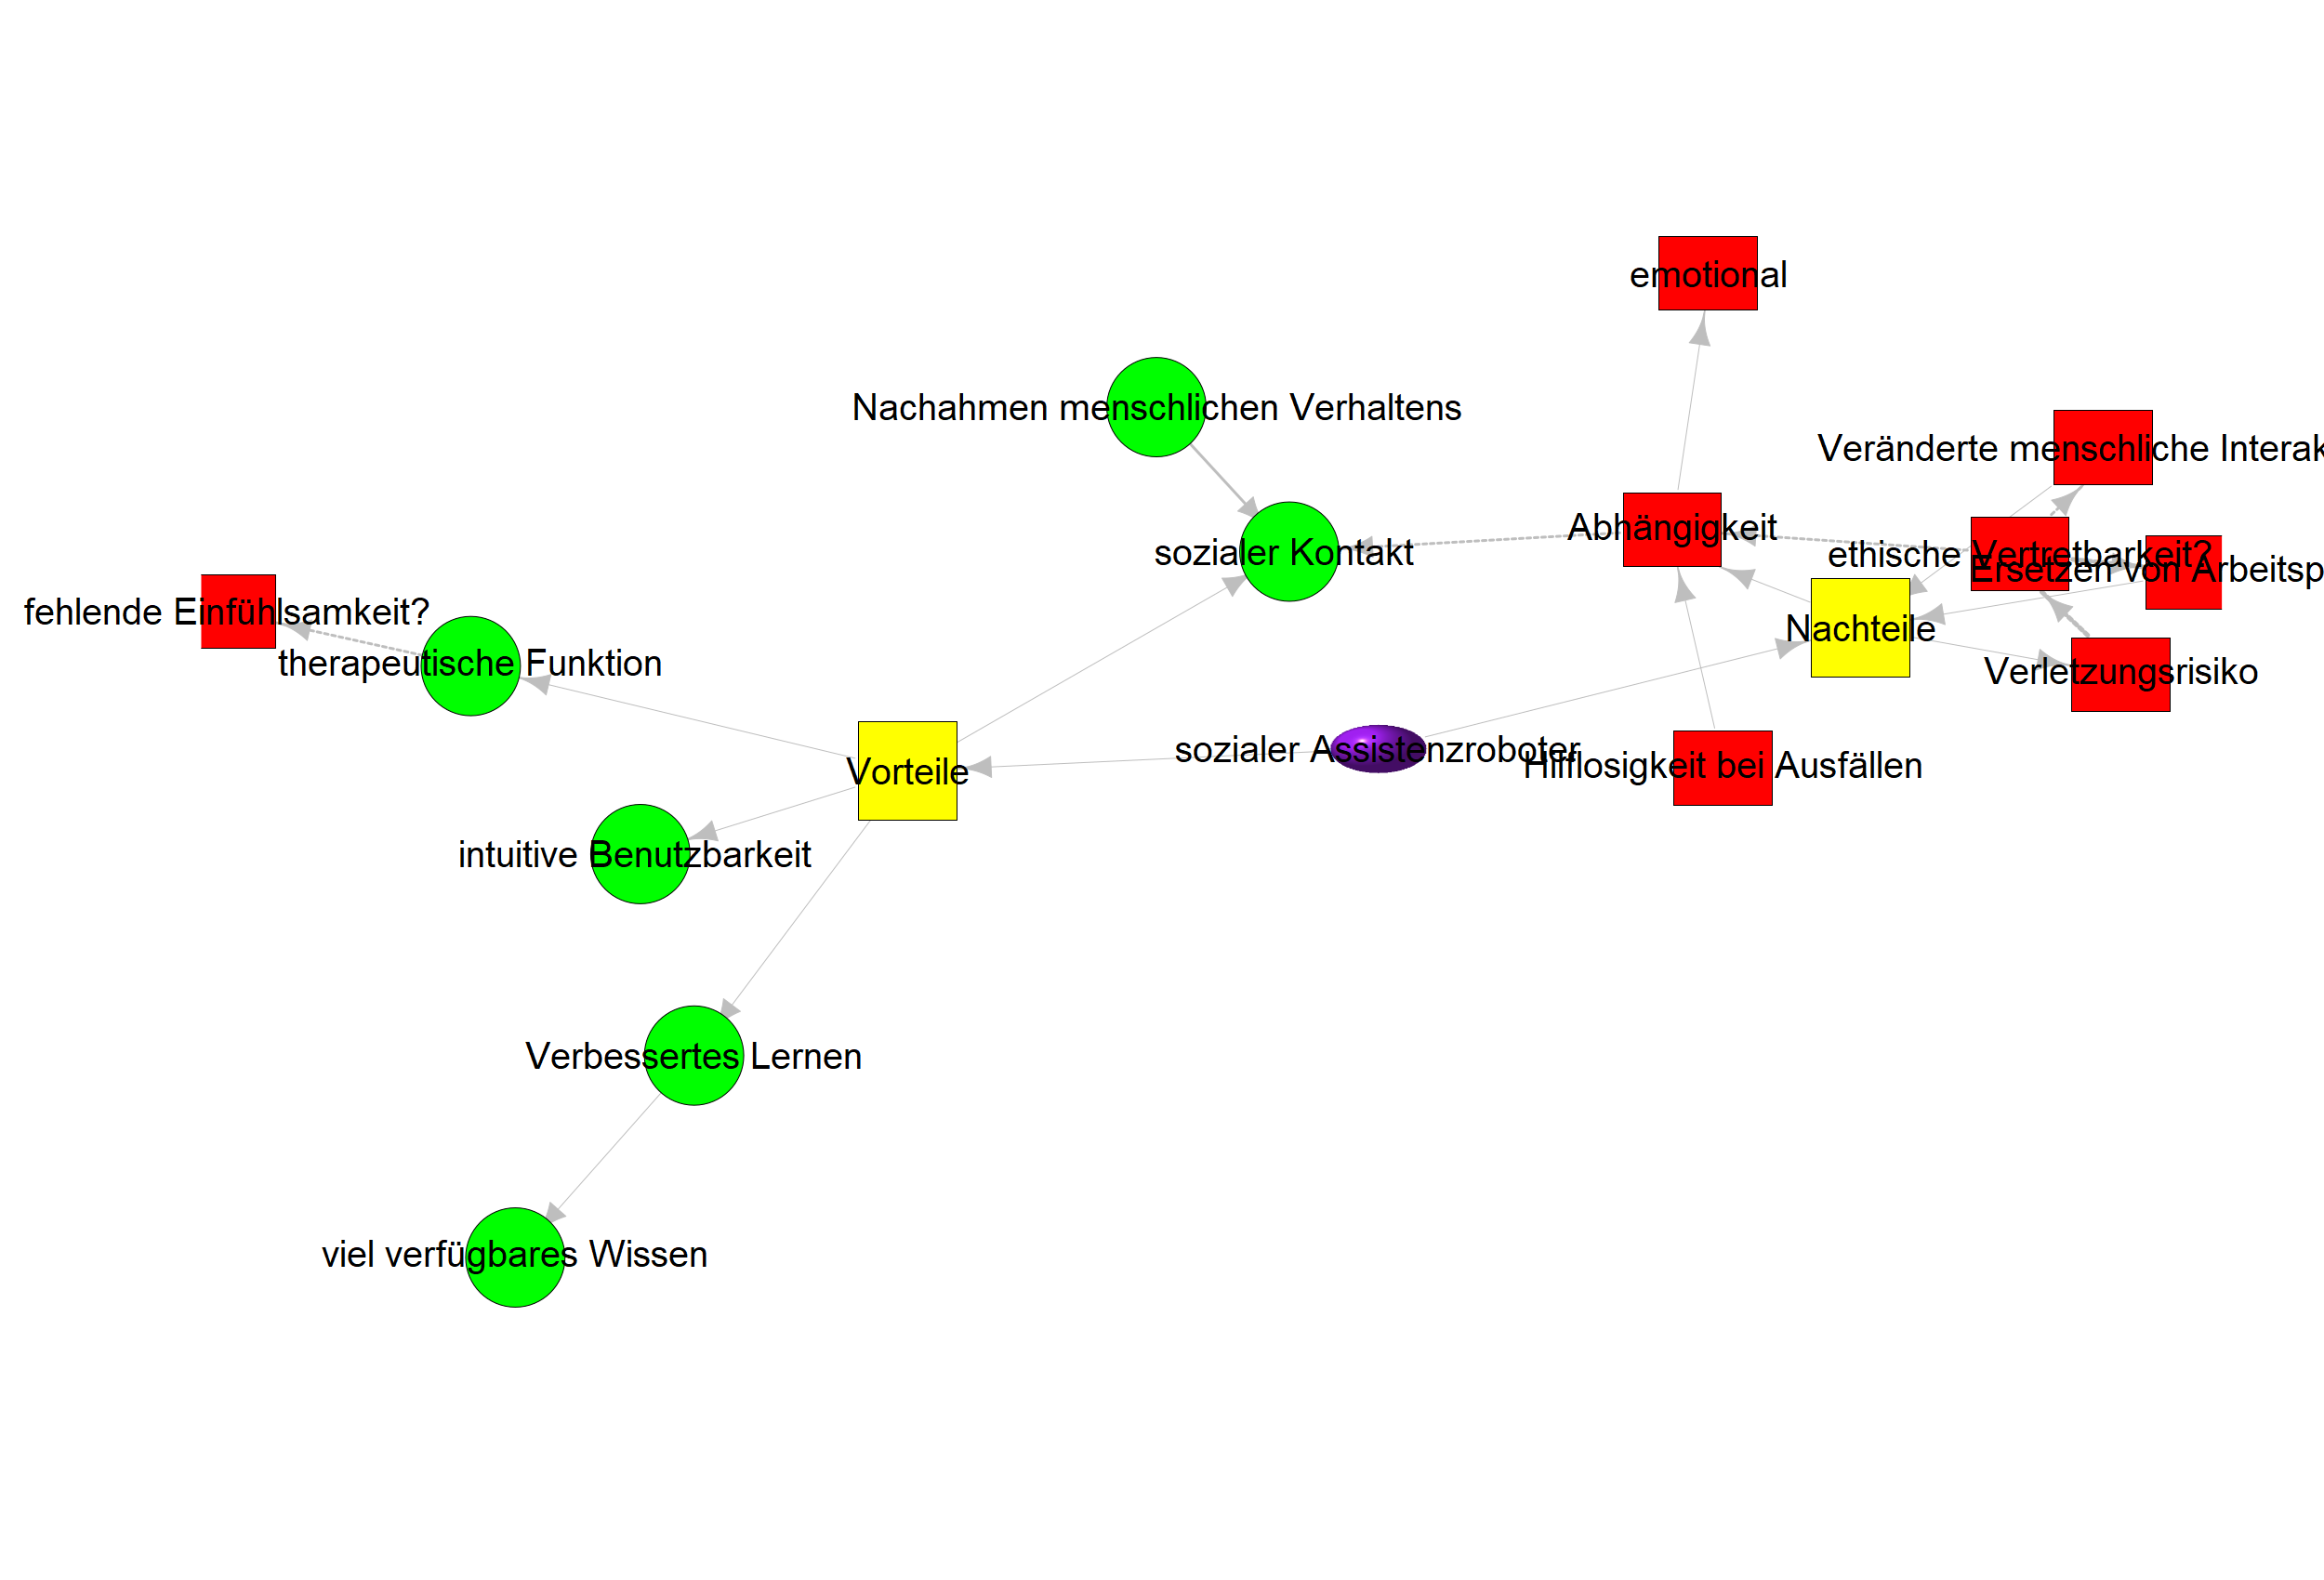 emotional
Nachahmen menschlichen Verhaltens
Veränterte menschliche Interak
Abhängigkeit
sozialer Kontakt
ethische Vertretbarkeit?
Ersetzen von Arbeitsp
fehlende Einfühlsamkeit?
Nachteile
therapeutische Funktion
Verletzungsrisiko
sozialer Assistenzroboter
Hilflosigkeit bei Ausfällen
Vorteile
intuitive Benutzbarkeit
Verbessertes Lernen
viel verfügbares Wissen